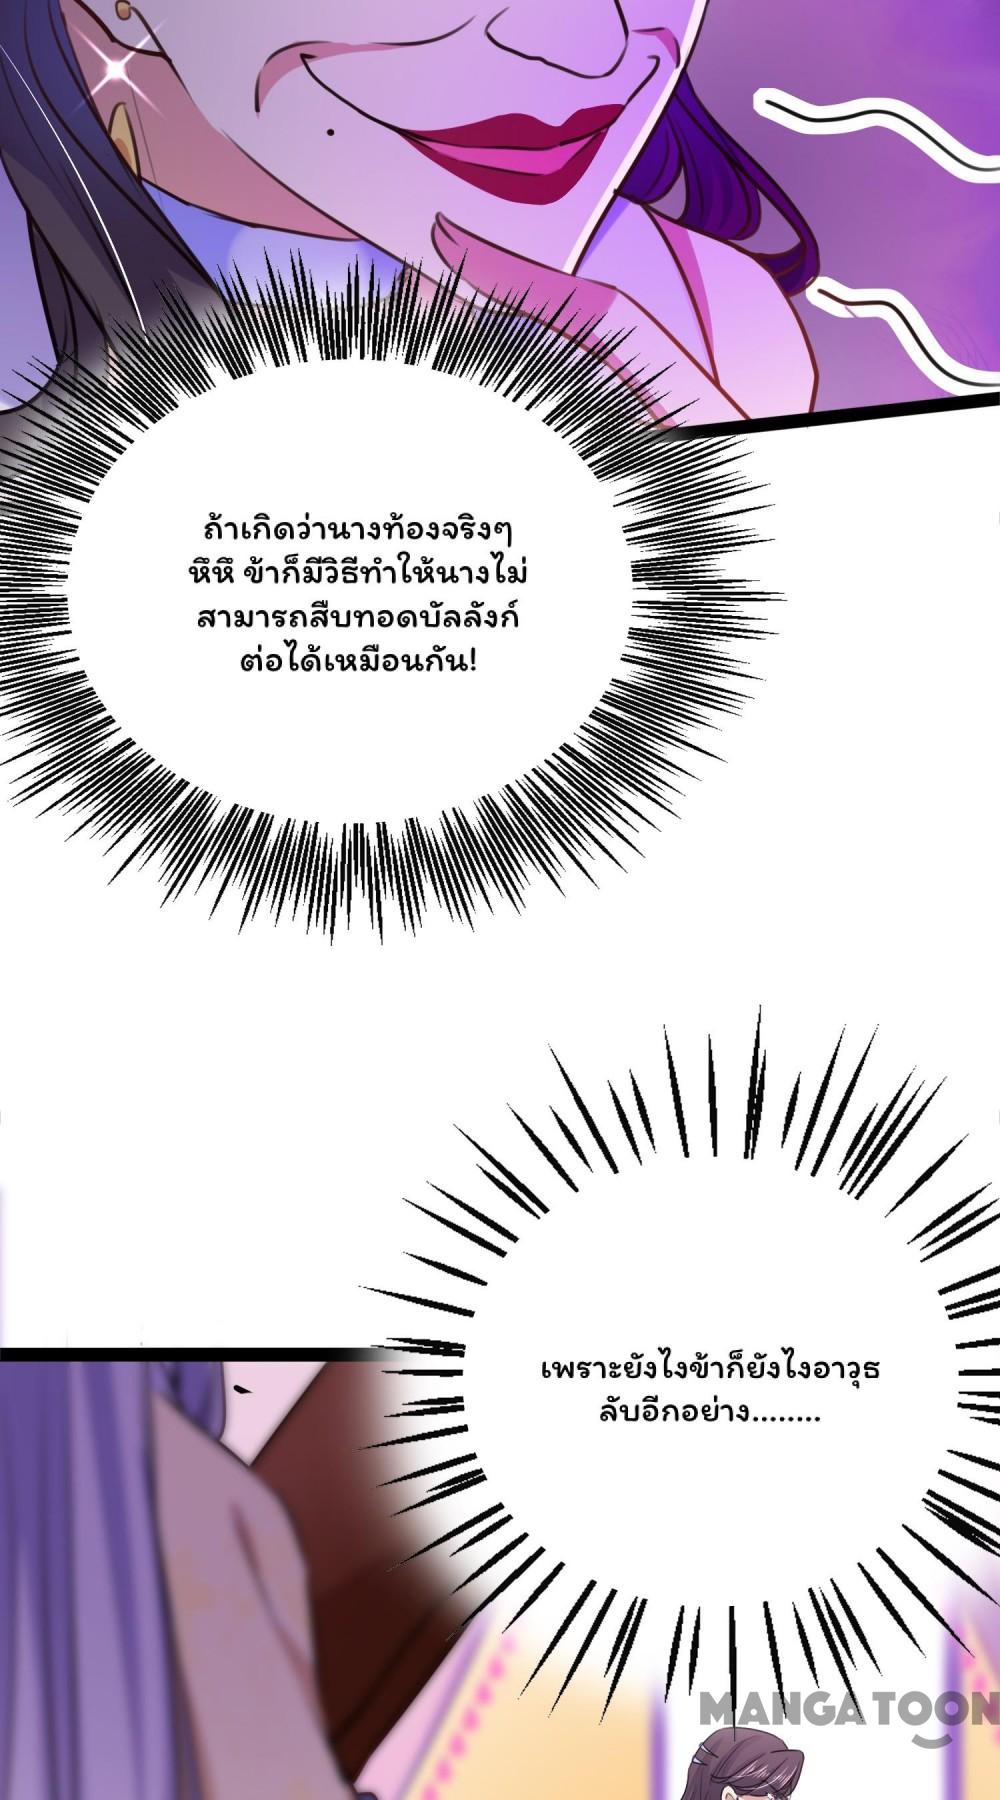 ถ้าเกิดว่านางท้องจริงๆ
หึหึ ข้าก็มีวิธีทำให้นางไม่
สามารถสืบทอดบัลลังก์
ต่อได้เหมือนกัน!
เพราะยังไงข้าก็ยังไงอาวุธ
ลับอีกอย่าง........
MANGATOON